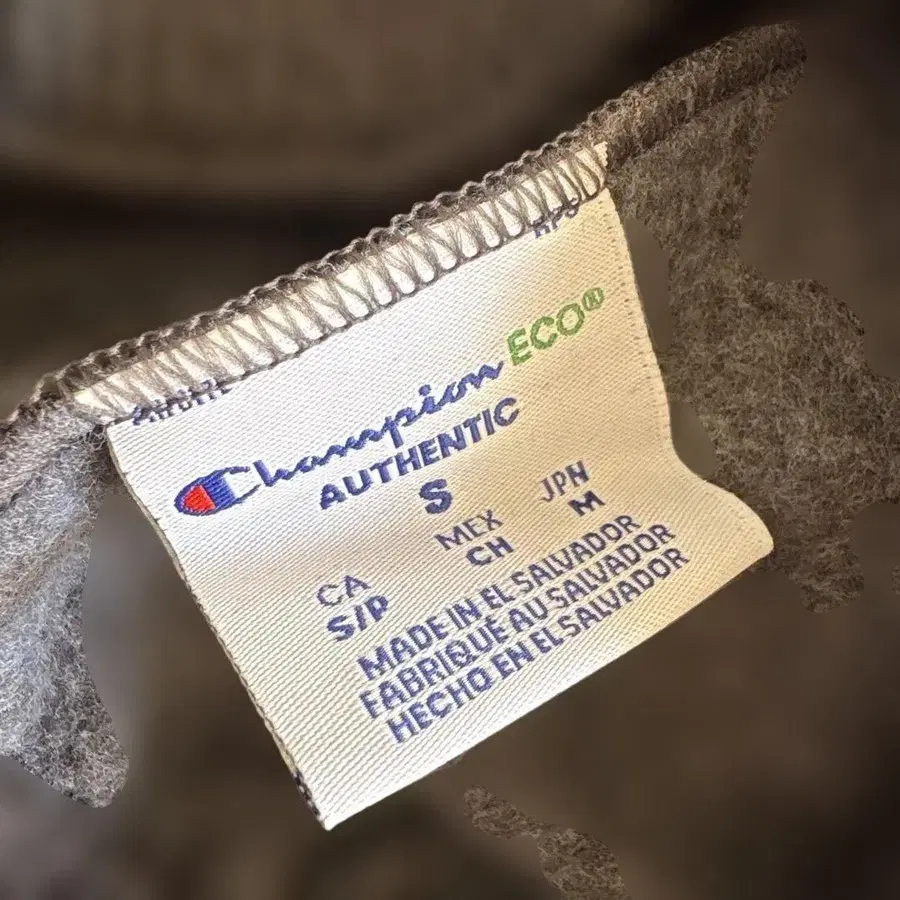 Champion ECO®
AUTHENTIC
S
CA MEX JPN
S/P CH M
MADE IN EL SALVADOR
FABRIQUÉ AU SALVADOR
HECHO EN EL SALVADOR